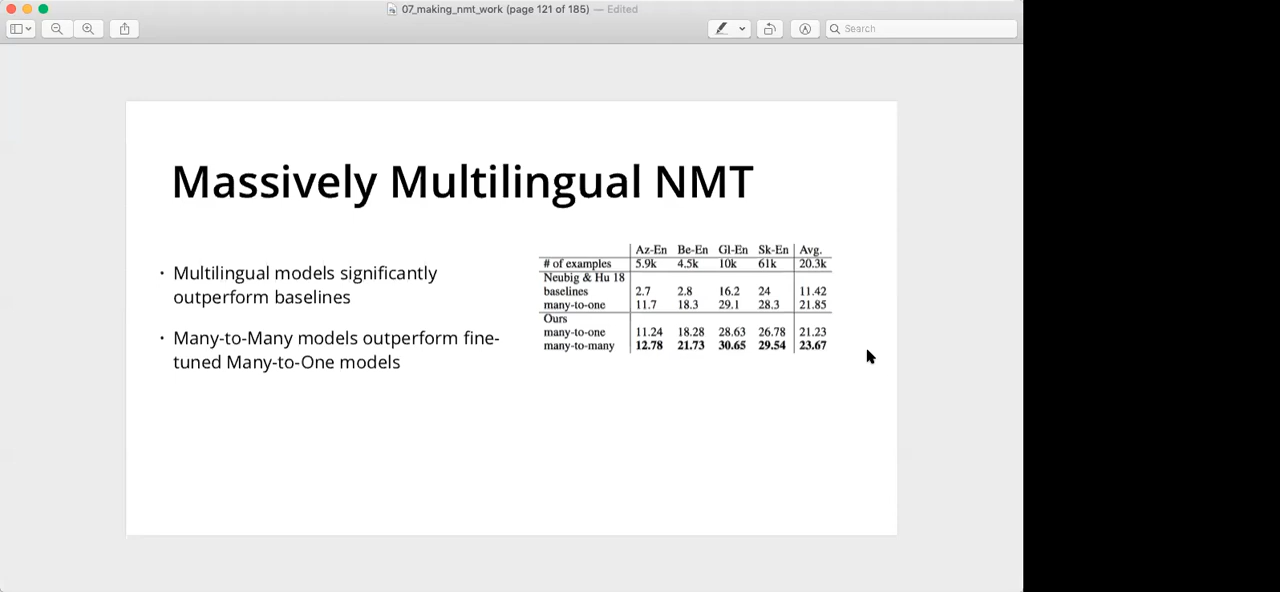 07_making_nmt_work (page 121 of 185) — Edited
Search
Massively Multilingual NMT
• Multilingual models significantly
outperform baselines
• Many-to-Many models outperform fine-
tuned Many-to-One models
Az-En Be-En Gl-En Sk-En Avg.
# of examples 5.9k 4.5k 10k 61k 20.3k
Neubig & Hu 18
baselines 2.7 2.8 16.2 24 11.42
many-to-one 11.7 18.3 29.1 28.3 21.85
Ours
many-to-one 11.24 18.28 28.63 26.78 21.23
many-to-many 12.78 21.73 30.65 29.54 23.67